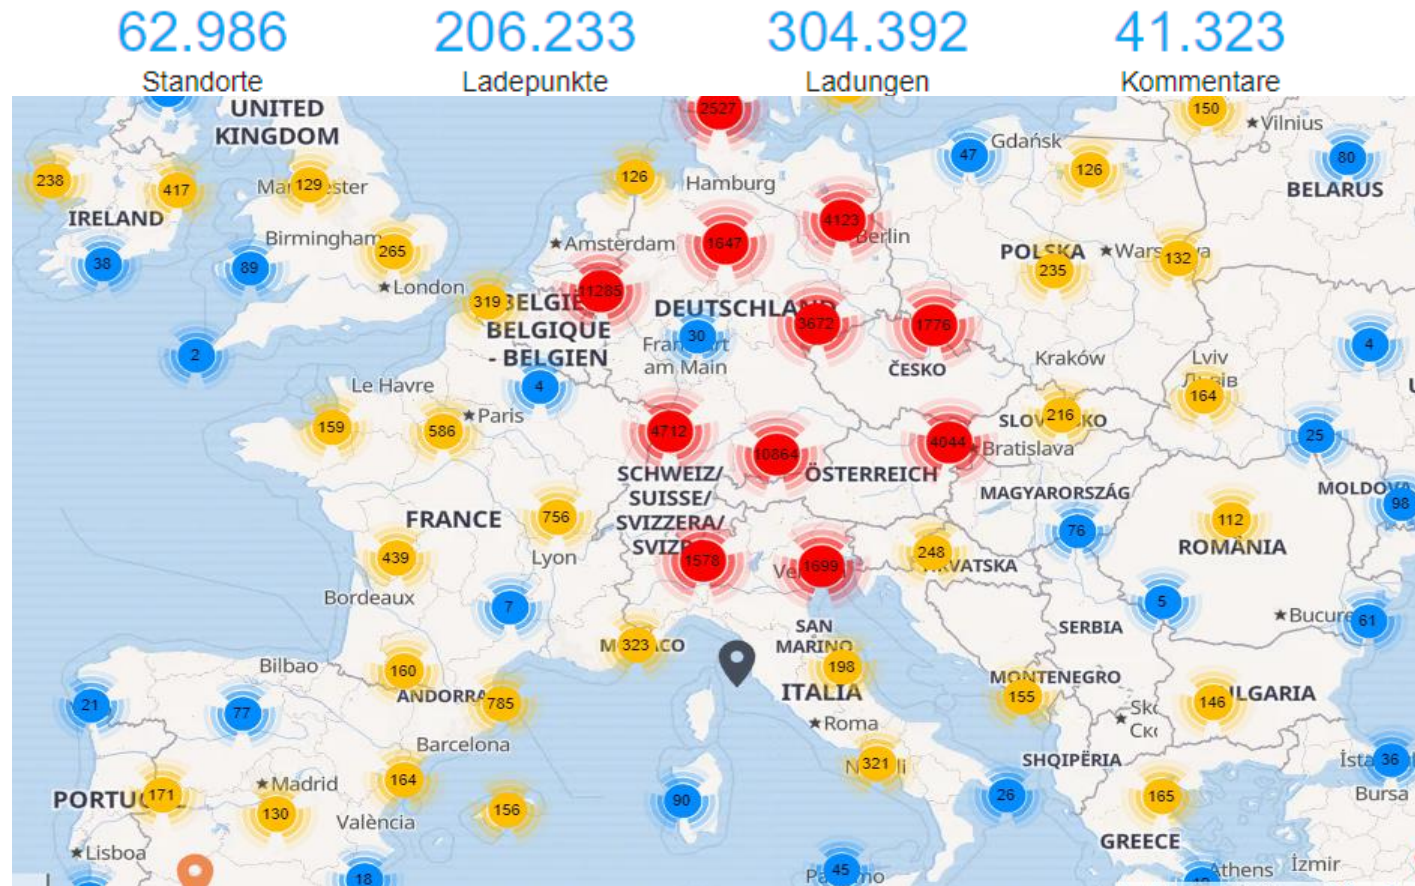 62.986 206.233 304.392 41.323
Standorte Ladepunkte Ladungen Kommentare
UNITED
KINGDOM
2527
150
Vilnius
Gdańsk
47
126
80
BELARUS
238
417
129
126
Hamburg
IRELAND
4123
Berlin
Birmingham
265
Amsterdam
1647
POLSKA
235
132
38
89
London
319
11285
BELGIË
BELGIQUE
- BELGIEN
DEUTSCHLAND
3672
1776
30
am Main
2
4
Le Havre
4
ČESKO
Kraków
Lviv
164
159
586
Paris
4712
10864
4044
Bratislava
216
25
SCHWEIZ/
SUISSE/
SVIZZERA/
ÖSTERREICH
MAGYARORSZÁG
98
FRANCE
756
Lyon
76
112
ROMÂNIA
439
1578
1699
248
Bordeaux
7
5
61
SAN
MARINO
SERBIA
323
198
Bilbao
160
ANDORRA
785
ITALIA
MONTENEGRO
155
146
21
77
Roma
Barcelona
SHQIPËRIA
36
321
Madrid
164
Bursa
171
130
156
90
26
165
València
GREECE
Lisboa
18
45
Athens
İzmir